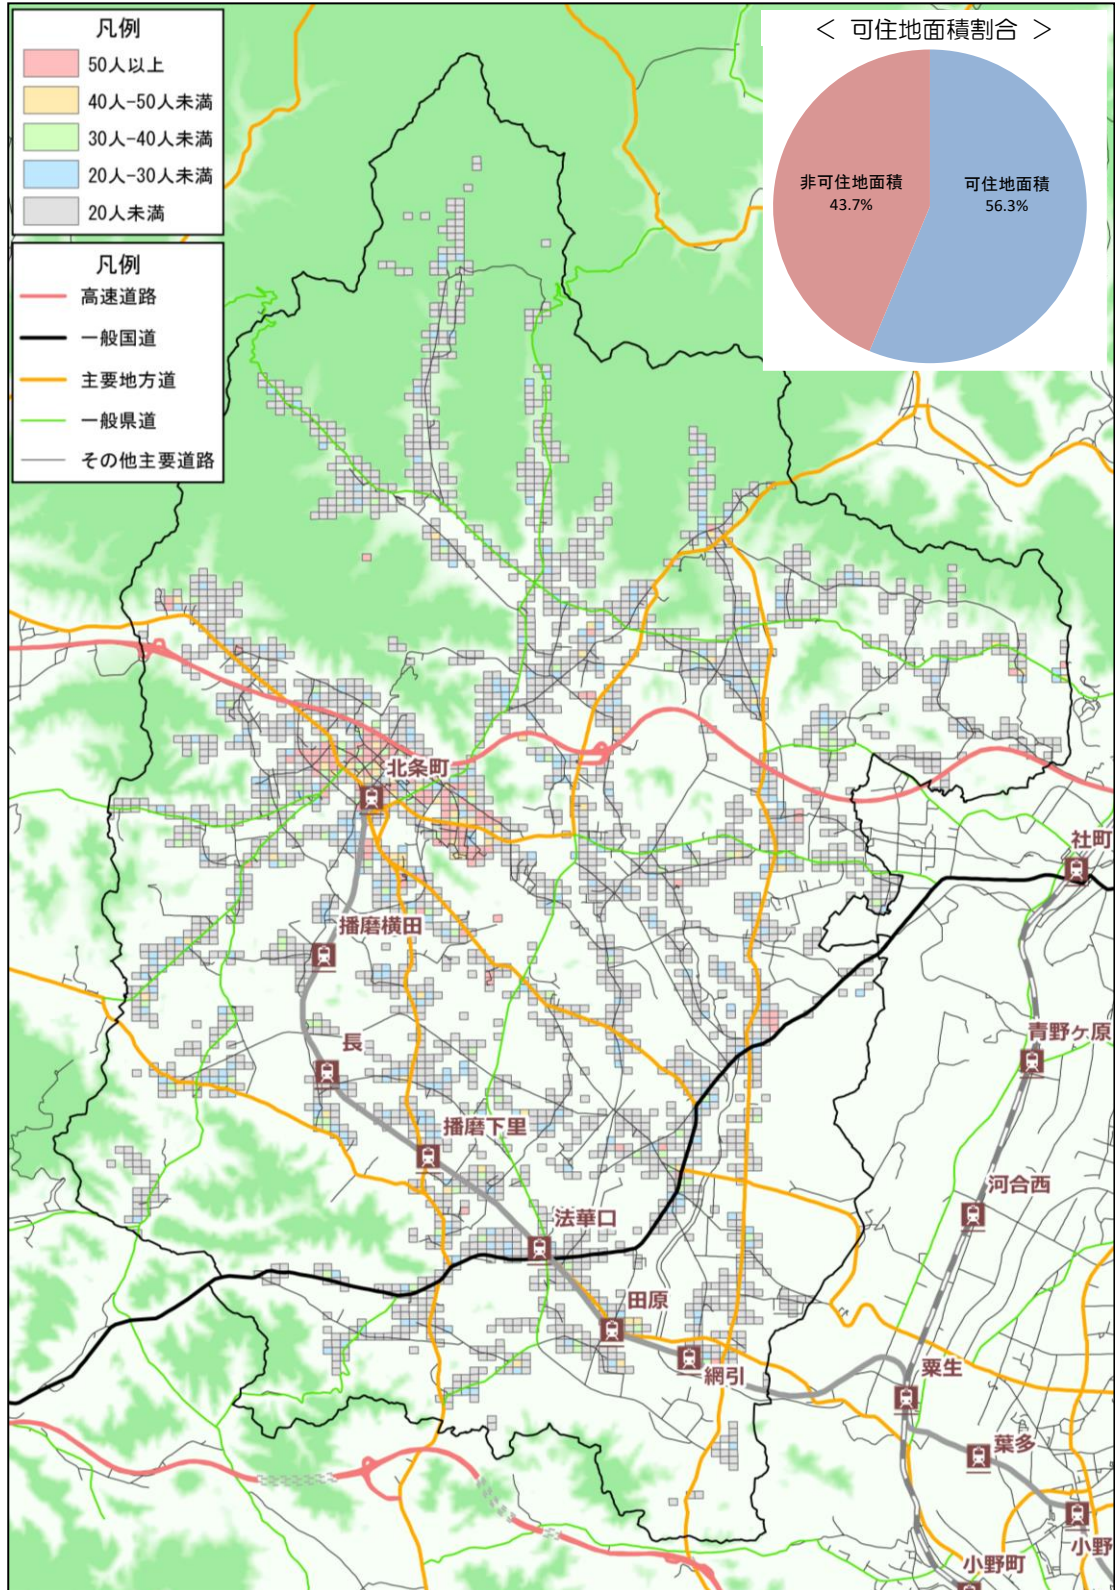 凡例
50人以上
40人-50人未満
30人-40人未満
20人-30人未満
20人未満
凡例
高速道路
一般国道
主要地方道
一般県道
その他主要道路
＜ 可住地面積割合 ＞
非可住地面積
43.7%
可住地面積
56.3%
北条町
社町
播磨横田
長
青野ヶ原
播磨下里
河合西
法華口
田原
網引
粟生
葉多
小野
小野町